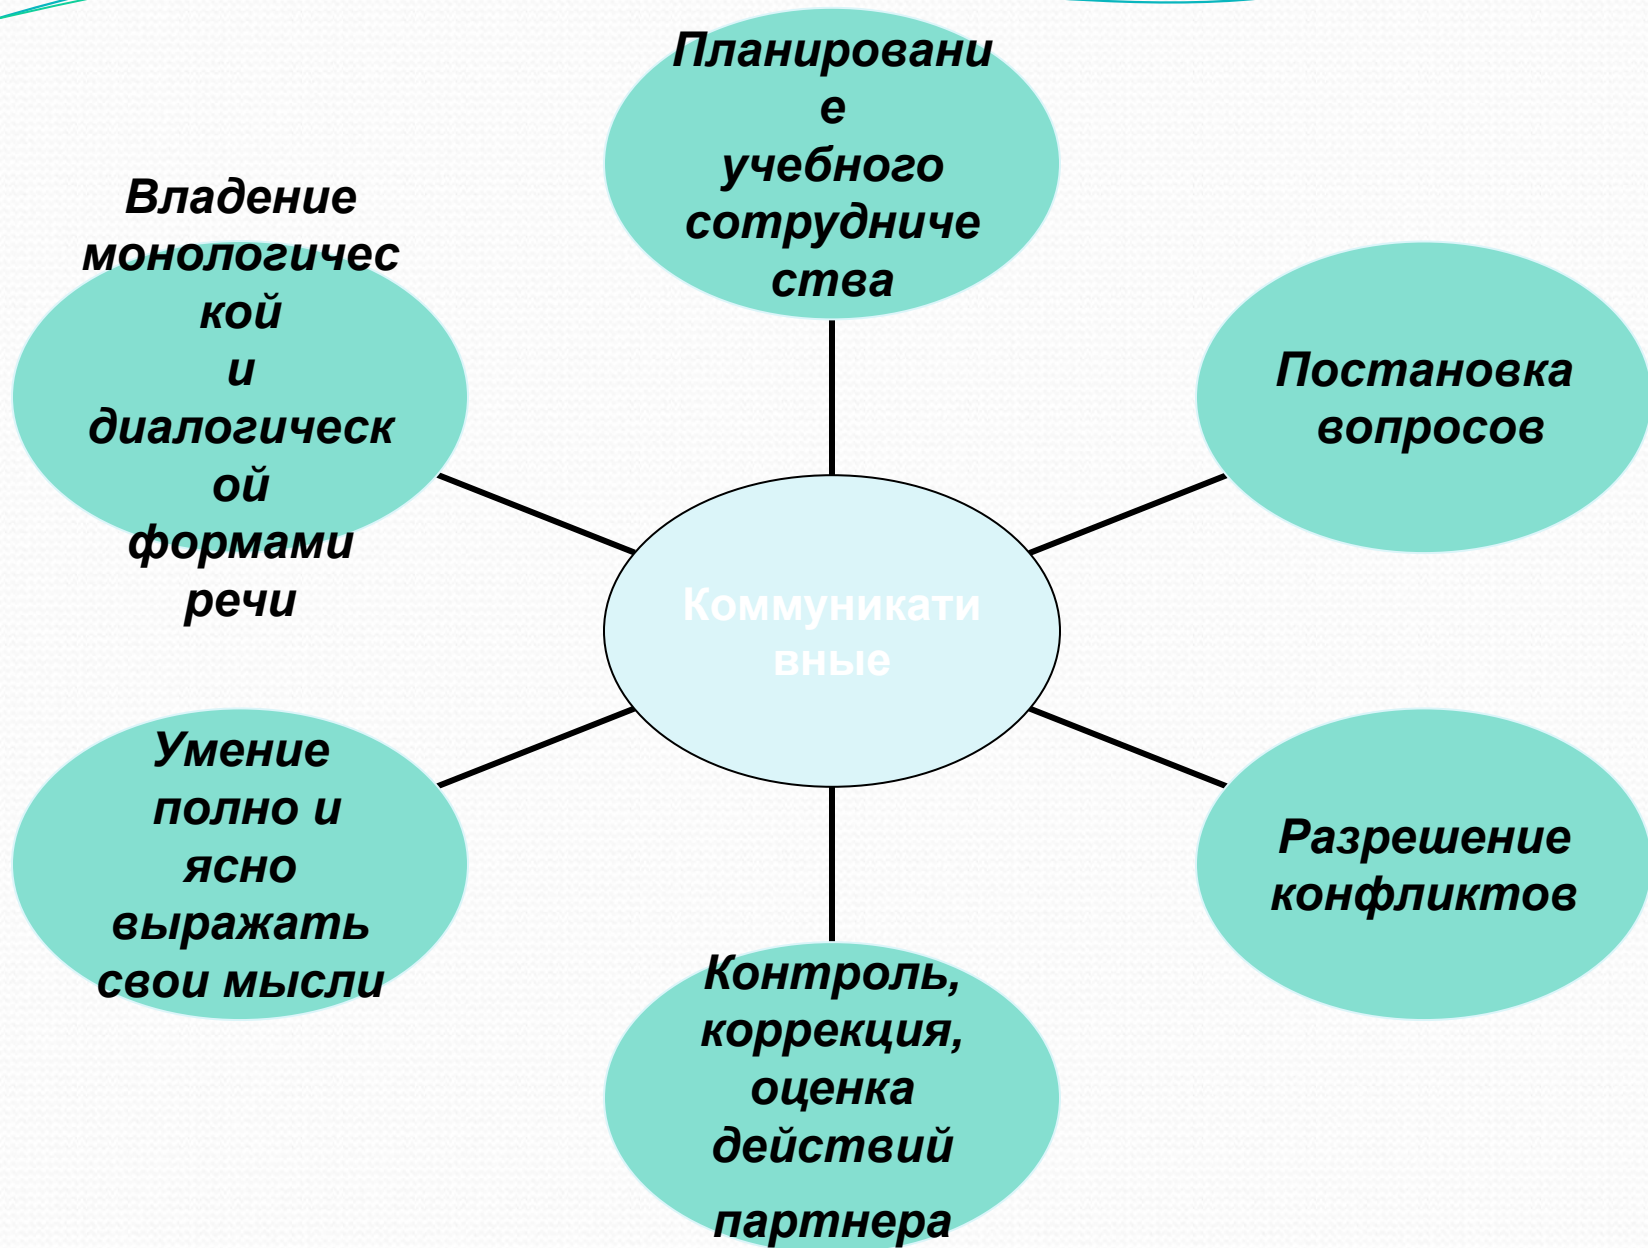 Планировани
е
учебного
сотрудниче
ства
Владение
монологичес
кой
и
диалогическ
ой
формами
речи
Постановка
вопросов
Коммуникати
вные
Умение
полно и
ясно
выражать
свои мысли
Разрешение
конфликтов
Контроль,
коррекция,
оценка
действий
партнера